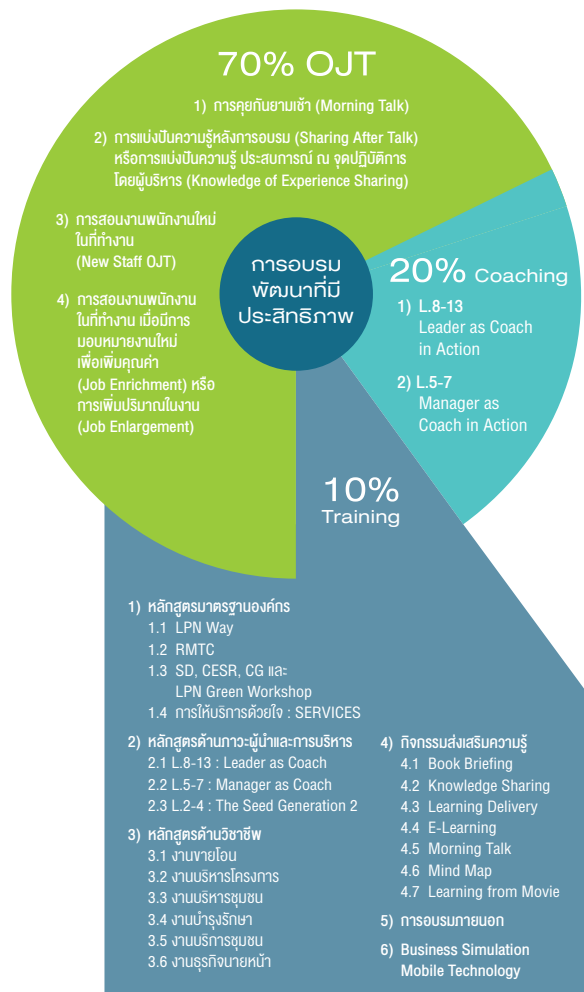 70% OJT
1) การคุยกันยามเช้า (Morning Talk)
2) การแบ่งปันความรู้หลังการอบรม (Sharing After Talk)
หรือการแบ่งปันความรู้ ประสบการณ์ ณ จุดปฏิบัติการ
โดยผู้บริหาร (Knowledge of Experience Sharing)
3) การสอนงานพนักงานใหม่
ในที่ทำงาน
(New Staff OJT)
4) การสอนงานพนักงาน
ในที่ทำงาน เมื่อมีการ
มอบหมายงานใหม่
เพื่อเพิ่มคุณค่า
(Job Enrichment) หรือ
การเพิ่มปริมาณในงาน
(Job Enlargement)
การอบรม
พัฒนาที่มี
ประสิทธิภาพ
20% Coaching
1) L.8-13
Leader as Coach
in Action
2) L.5-7
Manager as
Coach in Action
10%
Training
1) หลักสูตรมาตรฐานองค์กร
1.1 LPN Way
1.2 RMTC
1.3 SD, CESR, CG และ
LPN Green Workshop
1.4 การให้บริการด้วยใจ : SERVICES
2) หลักสูตรด้านภาวะผู้นำและการบริหาร
2.1 L.8-13 : Leader as Coach
2.2 L.5-7 : Manager as Coach
2.3 L.2-4 : The Seed Generation 2
3) หลักสูตรด้านวิชาชีพ
3.1 งานขายโอน
3.2 งานบริหารโครงการ
3.3 งานบริหารชุมชน
3.4 งานบำรุงรักษา
3.5 งานบริการชุมชน
3.6 งานธุรกิจนายหน้า
4) กิจกรรมส่งเสริมความรู้
4.1 Book Briefing
4.2 Knowledge Sharing
4.3 Learning Delivery
4.4 E-Learning
4.5 Morning Talk
4.6 Mind Map
4.7 Learning from Movie
5) การอบรมภายนอก
6) Business Simulation
Mobile Technology